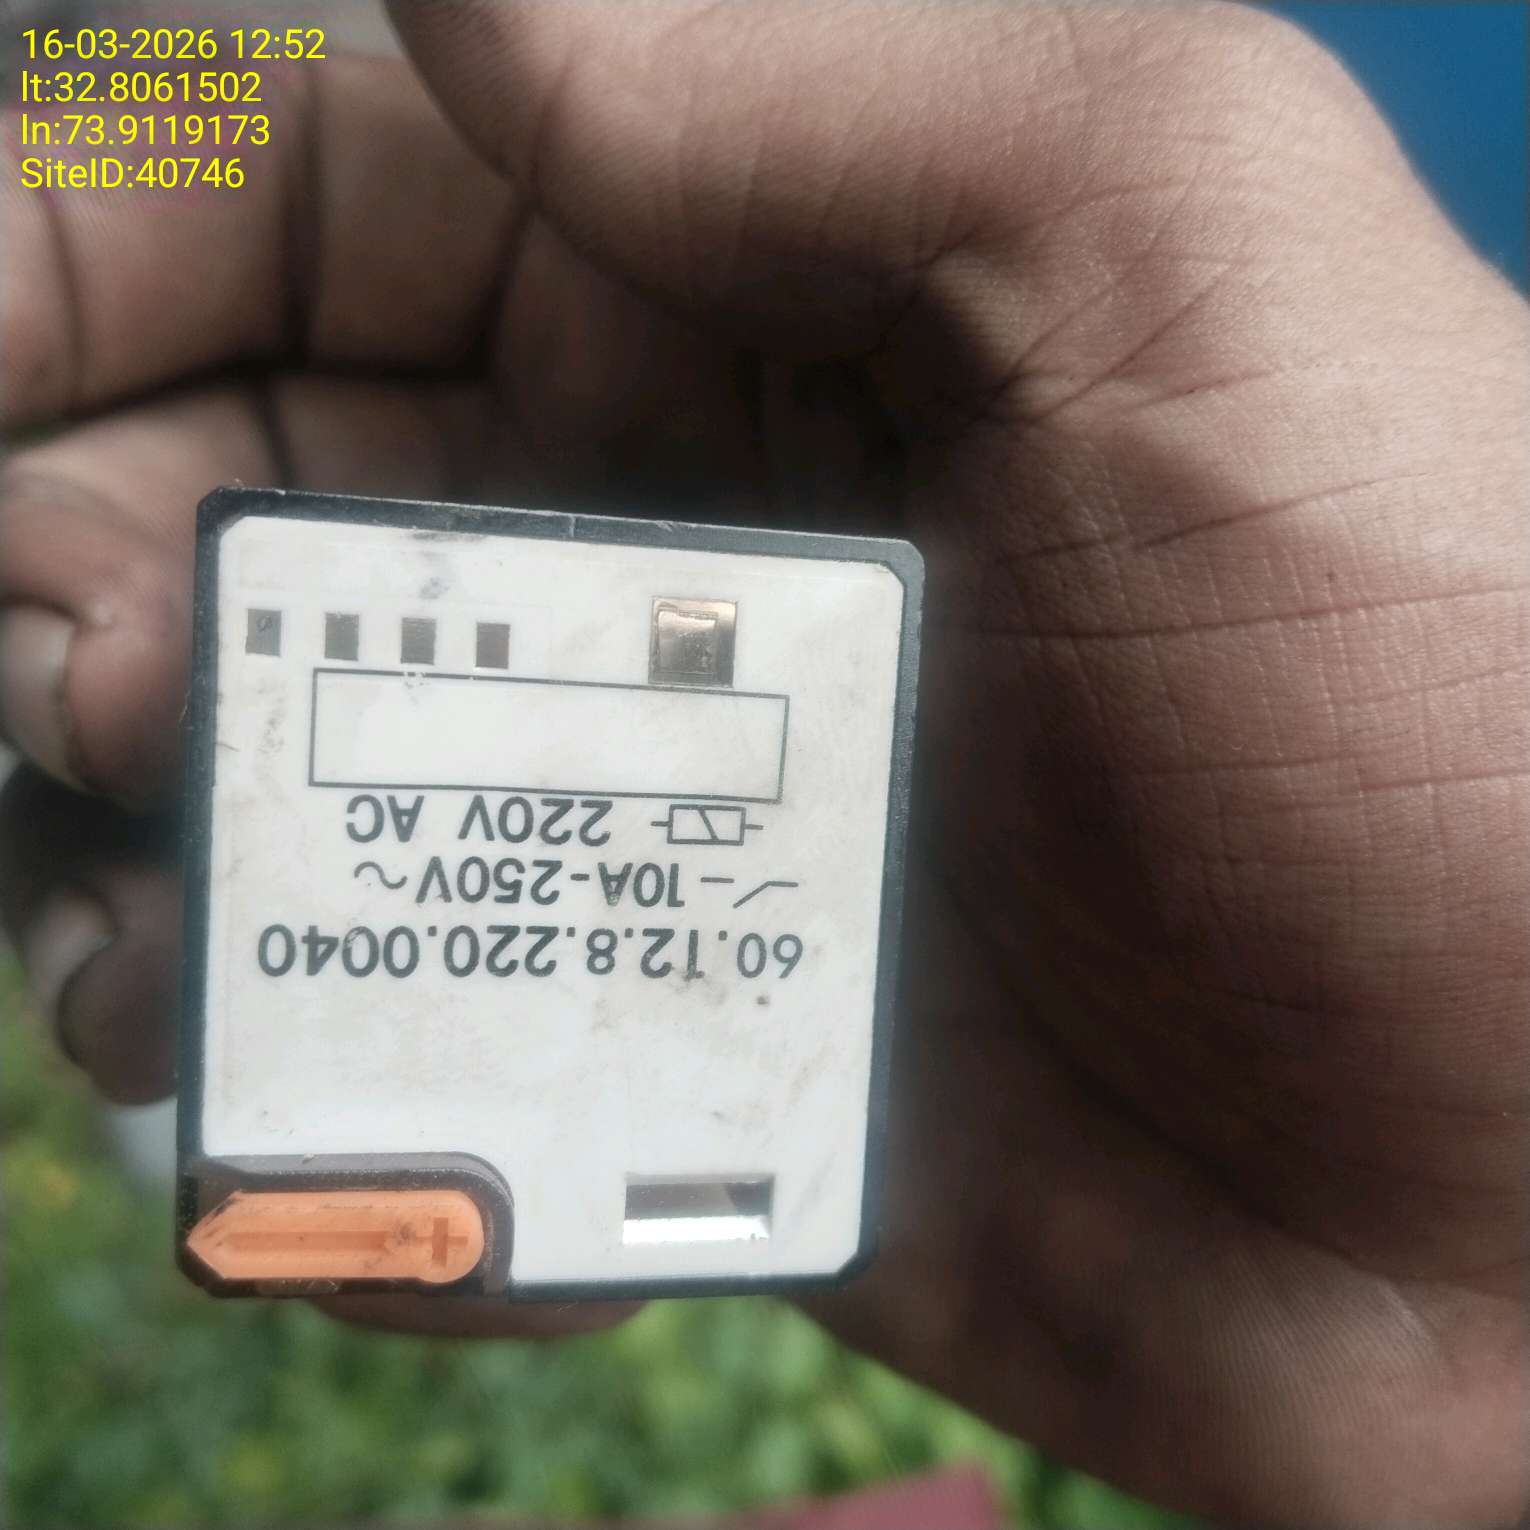 16-03-2026 12:52
lt:32.8061502
ln:73.9119173
SiteID:40746
60.12.8.220.0040
10A-250V~
220V AC